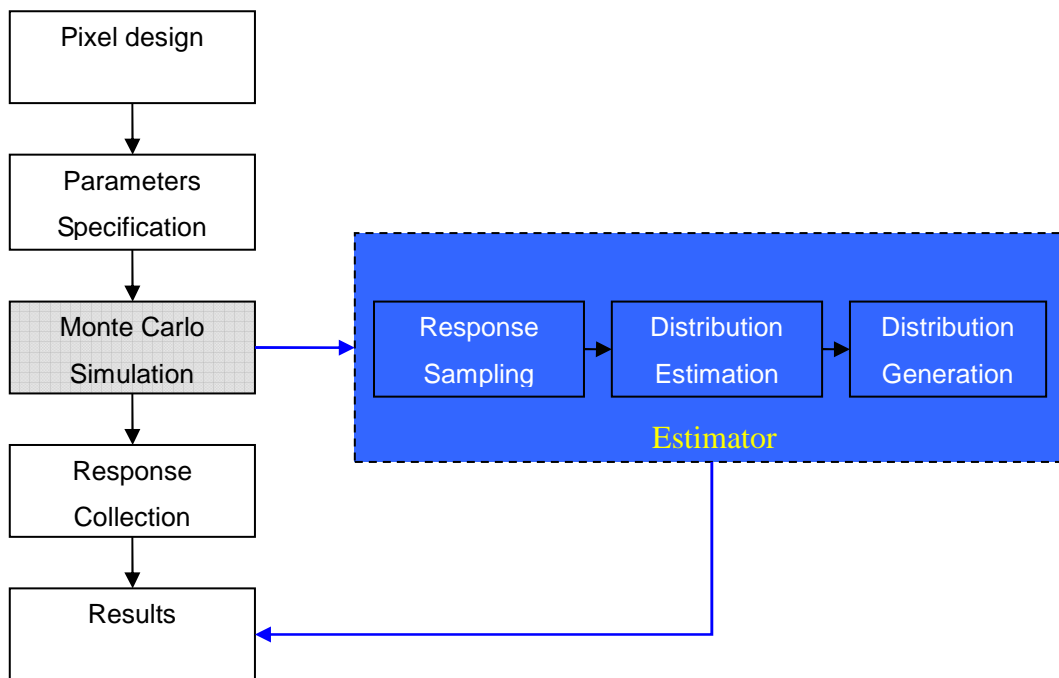 Pixel design
Parameters
Specification
Monte Carlo
Simulation
Response
Collection
Results
Response
Sampling
Distribution
Estimation
Distribution
Generation
Estimator